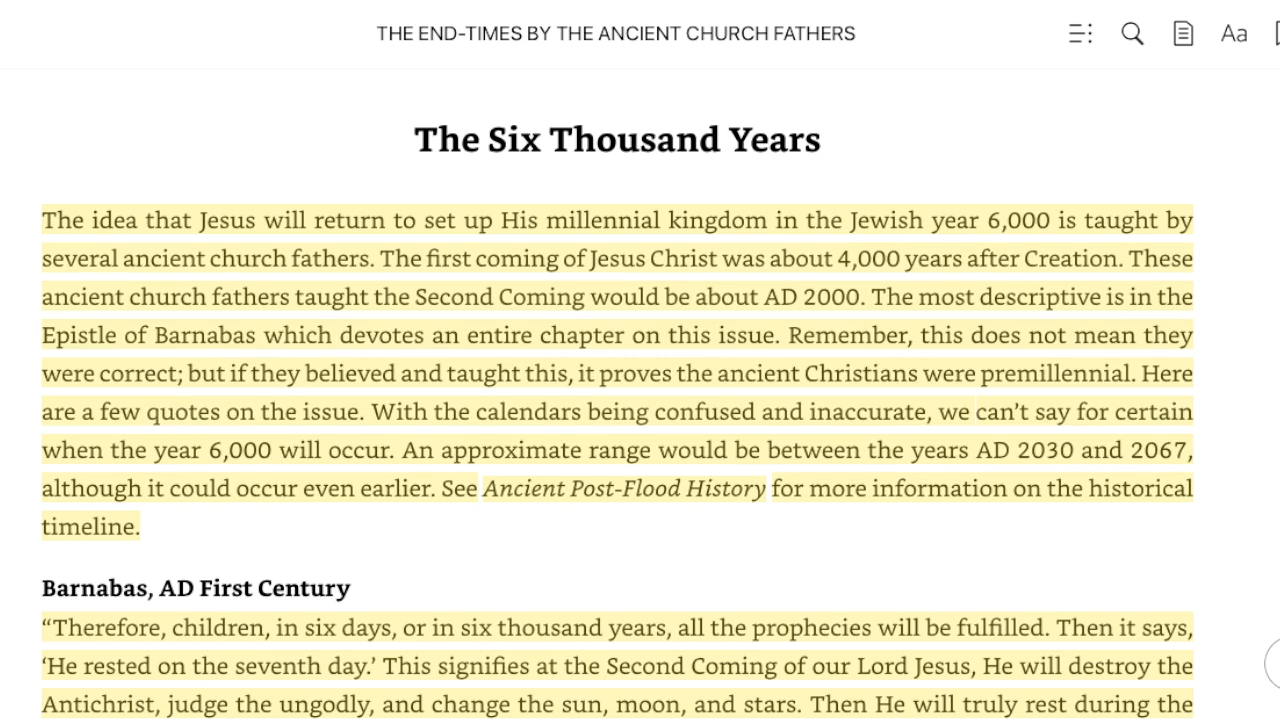 THE END-TIMES BY THE ANCIENT CHURCH FATHERS
Aa
The Six Thousand Years
The idea that Jesus will return to set up His millennial kingdom in the Jewish year 6,000 is taught by
several ancient church fathers. The first coming of Jesus Christ was about 4,000 years after Creation. These
ancient church fathers taught the Second Coming would be about AD 2000. The most descriptive is in the
Epistle of Barnabas which devotes an entire chapter on this issue. Remember, this does not mean they
were correct; but if they believed and taught this, it proves the ancient Christians were premillennial. Here
are a few quotes on the issue. With the calendars being confused and inaccurate, we can’t say for certain
when the year 6,000 will occur. An approximate range would be between the years AD 2030 and 2067,
although it could occur even earlier. See Ancient Post-Flood History for more information on the historical
timeline.
Barnabas, AD First Century
“Therefore, children, in six days, or in six thousand years, all the prophecies will be fulfilled. Then it says,
‘He rested on the seventh day.’ This signifies at the Second Coming of our Lord Jesus, He will destroy the
Antichrist, judge the ungodly, and change the sun, moon, and stars. Then He will truly rest during the